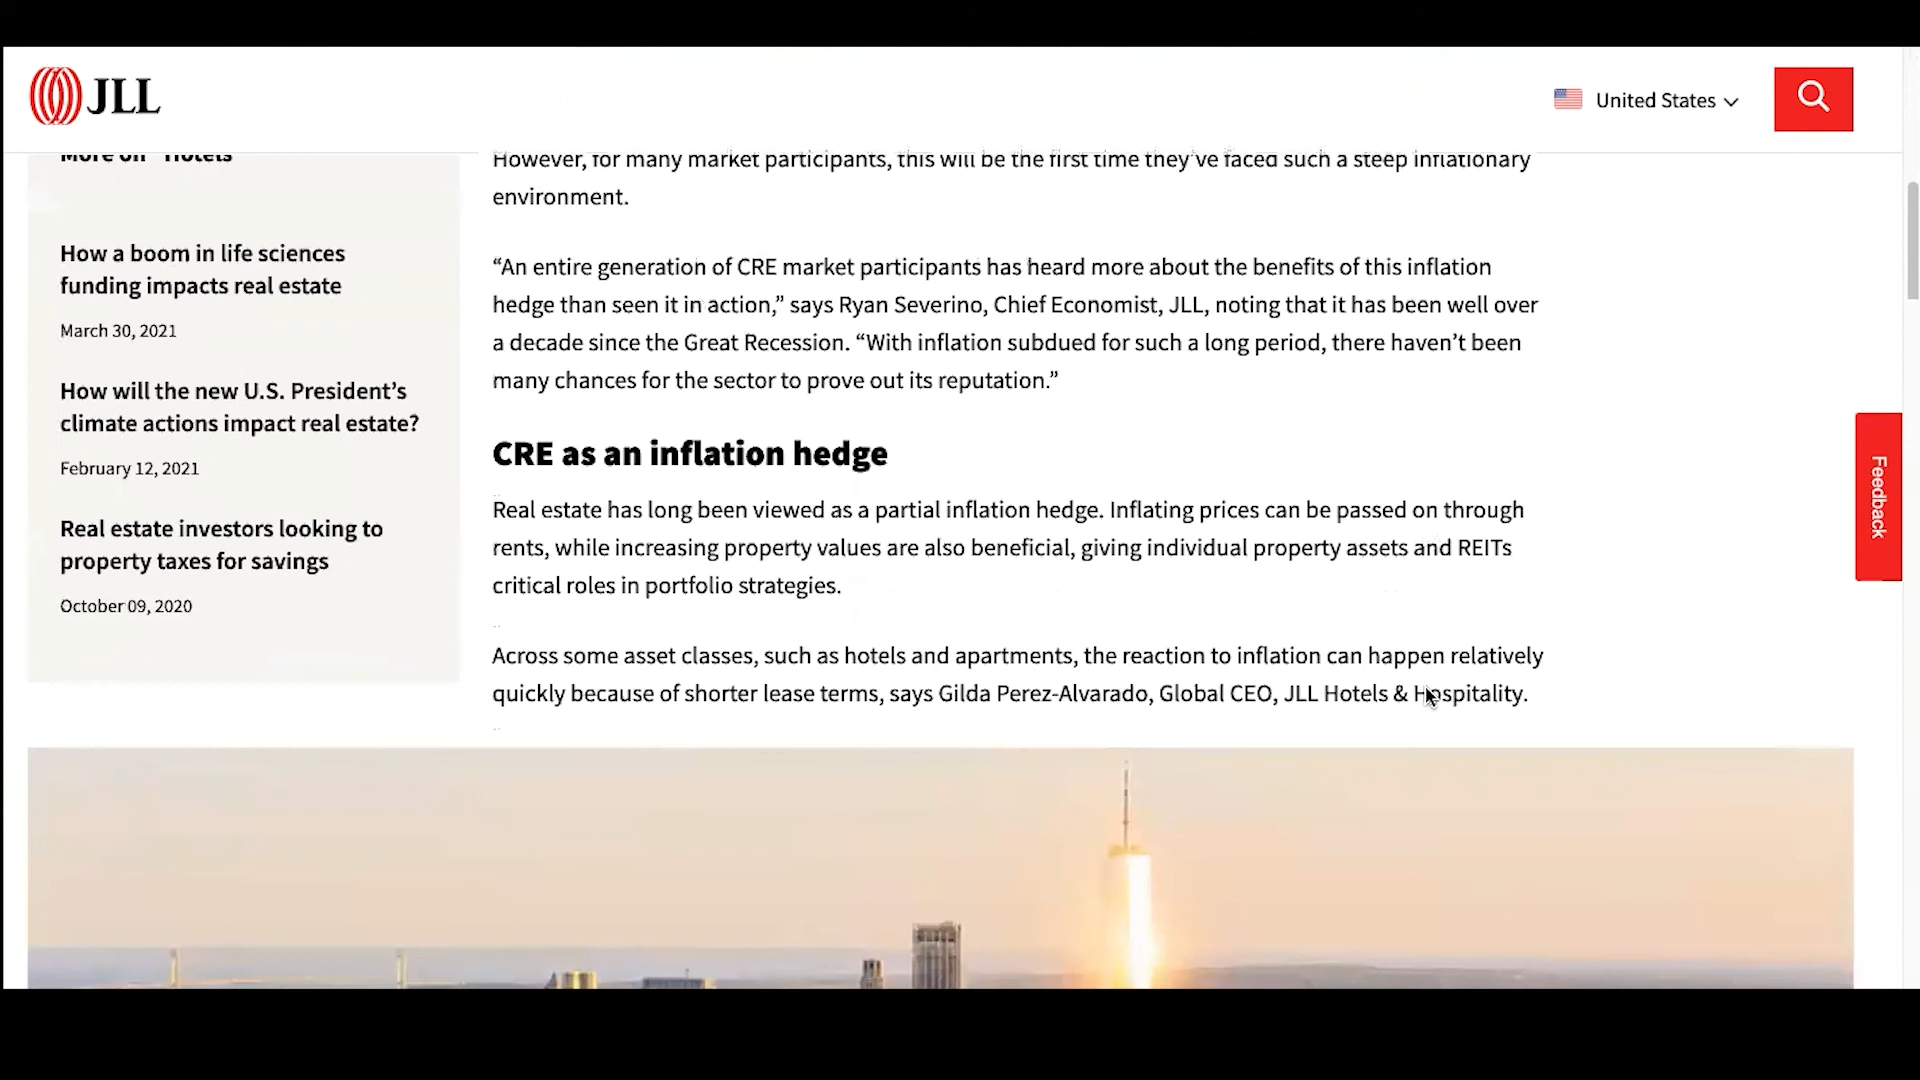 JLL
United States
More on "Hotels
How a boom in life sciences
funding impacts real estate
March 30, 2021
How will the new U.S. President’s
climate actions impact real estate?
February 12, 2021
Real estate investors looking to
property taxes for savings
October 09, 2020
However, for many market participants, this will be the first time they’ve faced such a steep inflationary
environment.
“An entire generation of CRE market participants has heard more about the benefits of this inflation
hedge than seen it in action,” says Ryan Severino, Chief Economist, JLL, noting that it has been well over
a decade since the Great Recession. “With inflation subdued for such a long period, there haven’t been
many chances for the sector to prove out its reputation.”
CRE as an inflation hedge
Real estate has long been viewed as a partial inflation hedge. Inflating prices can be passed on through
rents, while increasing property values are also beneficial, giving individual property assets and REITs
critical roles in portfolio strategies.
Across some asset classes, such as hotels and apartments, the reaction to inflation can happen relatively
quickly because of shorter lease terms, says Gilda Perez-Alvarado, Global CEO, JLL Hotels & Hospitality.
Feedback